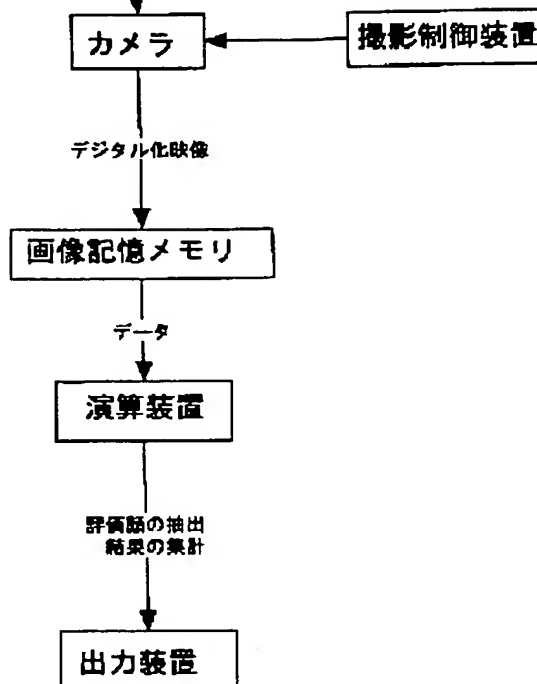 カメラ
撮影制御装置
デジタル化映像
画像記憶メモリ
データ
演算装置
評価額の抽出
結果の集計
出力装置